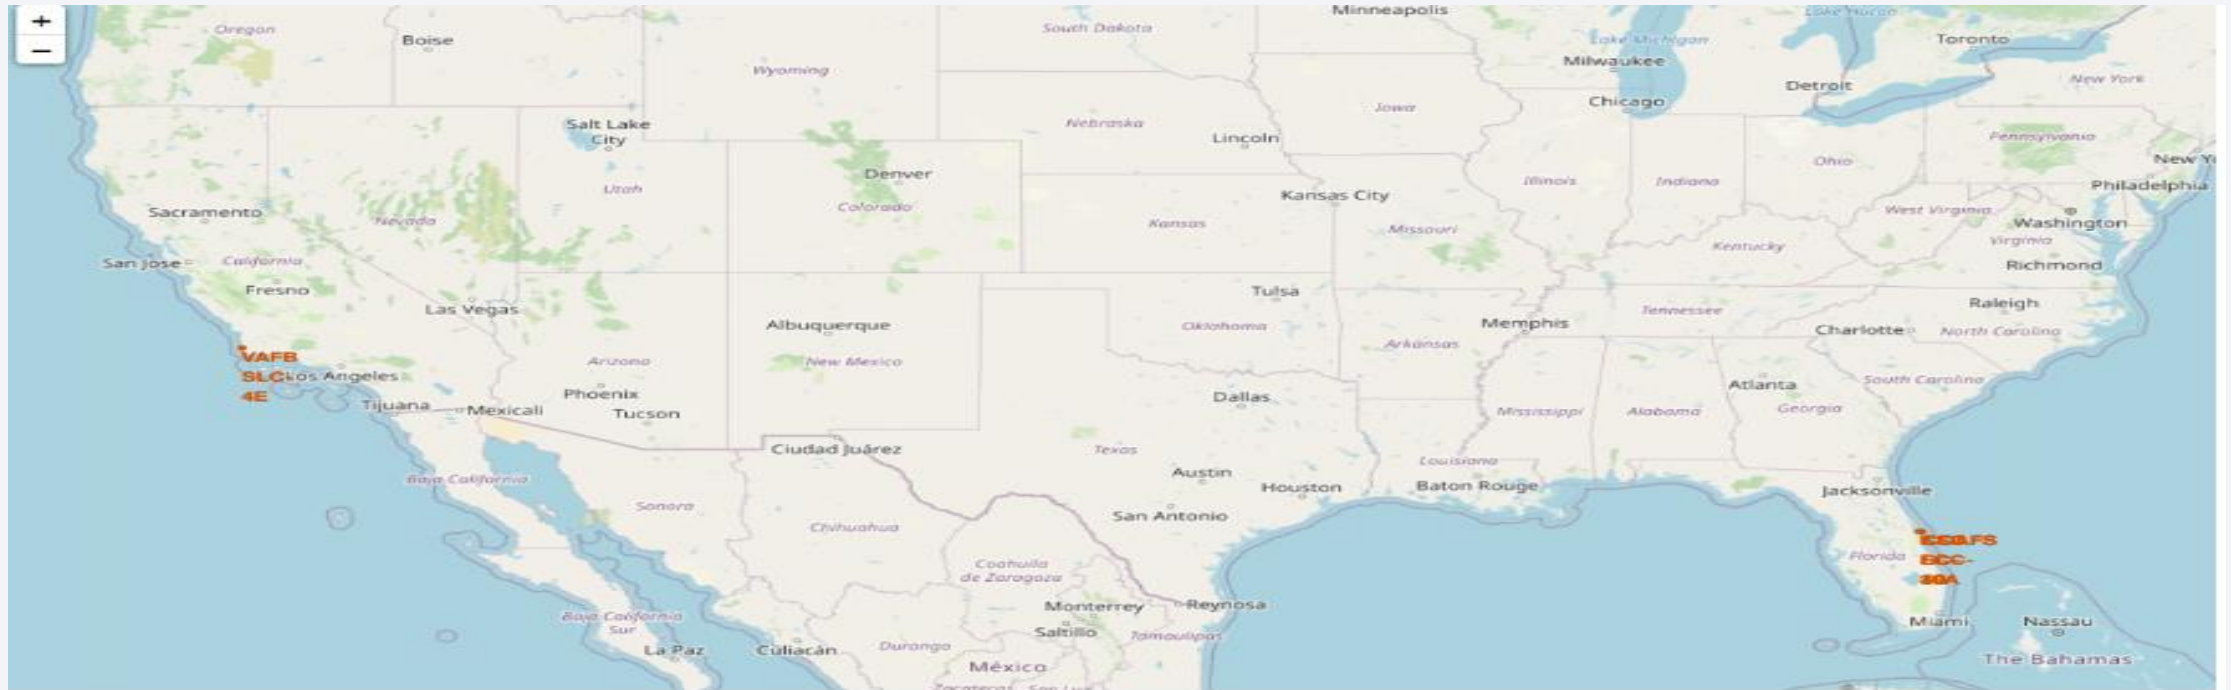 +
−
Oregon
Boise
Wyoming
South Dakota
Minneapolis
Lake Michigan
Milwaukee
Chicago
Lake Huron
Toronto
Detroit
New York
Iowa
Nebraska
Lincoln
Salt Lake
City
Utah
Denver
Colorado
Kansas
Kansas City
Missouri
Illinois
Indiana
Ohio
Pennsylvania
Philadelphia
West Virginia
Washington
Virginia
Richmond
Kentucky
Sacramento
Nevada
San Jose
California
Fresno
Las Vegas
Tulsa
Oklahoma
Albuquerque
New Mexico
Arizona
Phoenix
Tucson
Memphis
Tennessee
Arkansas
Raleigh
Charlotte
North Carolina
South Carolina
Atlanta
Georgia
Alabama
Mississippi
VAFB
4E
Los Angeles
Tijuana
Mexicali
Dallas
Ciudad Juárez
Texas
Austin
Houston
San Antonio
Louisiana
Baton Rouge
Jacksonville
Florida
Miami
Nassau
The Bahamas
Baja California
Sonora
Chihuahua
Coahuila
de Zaragoza
Monterrey
Reynosa
Saltillo
Tamaulipas
Baja California
Sur
La Paz
Culiacán
Durango
México